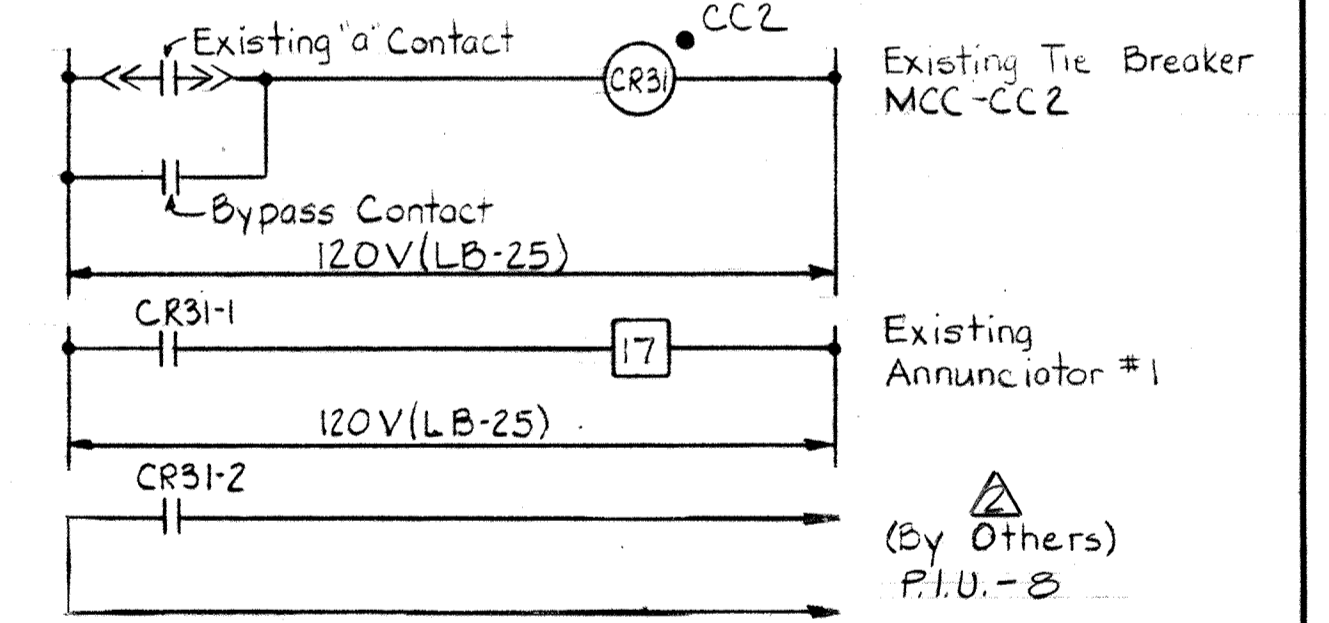 Existing "a" Contact
CC2
CR31
Existing Tie Breaker
MCC-CC2
Bypass Contact
120V(LB-25)
CR31-1
17
Existing
Annunciator #1
120V(LB-25)
CR31-2
2
(By Others)
P.I.U.-8